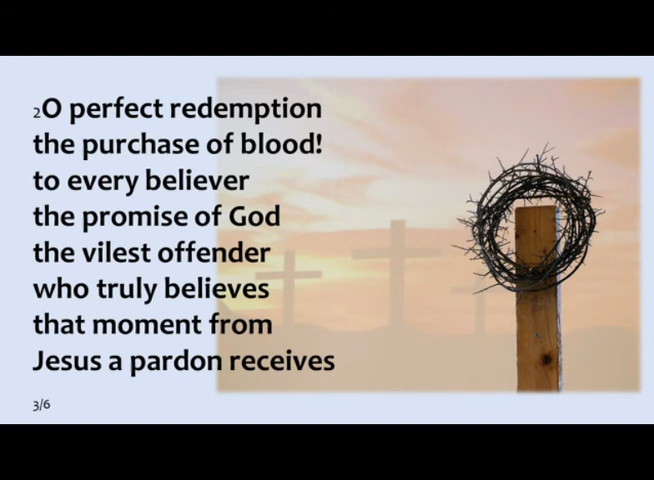 2O perfect redemption
the purchase of blood!
to every believer
the promise of God
the vilest offender
who truly believes
that moment from
Jesus a pardon receives
3/6